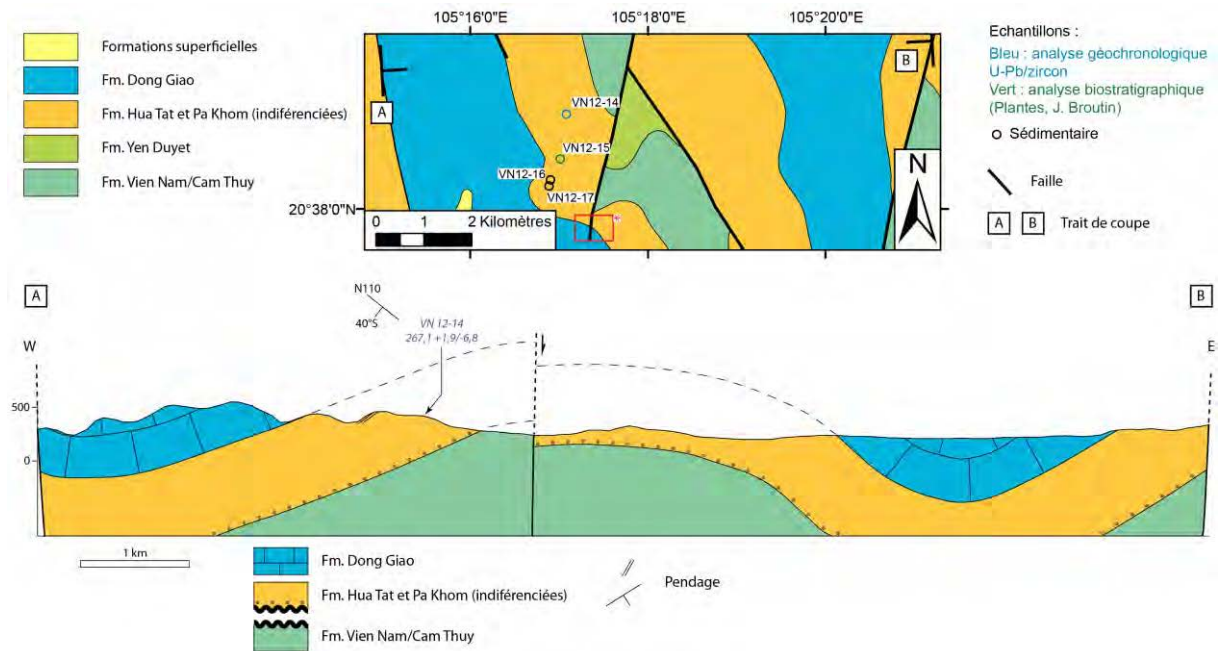 105°16'0"E
105°18'0"E
105°20'0"E
Formations superficielles
Fm. Dong Giao
Fm. Hua Tat et Pa Khom (indiférenciées)
Fm. Yen Duyet
Fm. Vien Nam/Cam Thuy
A
B
VN12-14
VN12-15
VN12-16
VN12-17
20°38'0"N
0 1 2 Kilomètres
N
Echantillons :
Bleu : analyse géochronologique
U-Pb/zircon
Vert : analyse biostratigraphique
(Plantes, J. Broutin)
Sédimentaire
Faille
A B Trait de coupe
A
B
N110
40°S
VN 12-14
267,1 +1,9/-6,8
W
E
500
0
1 km
Fm. Dong Giao
Fm. Hua Tat et Pa Khom (indiférenciées)
Fm. Vien Nam/Cam Thuy
Pendage